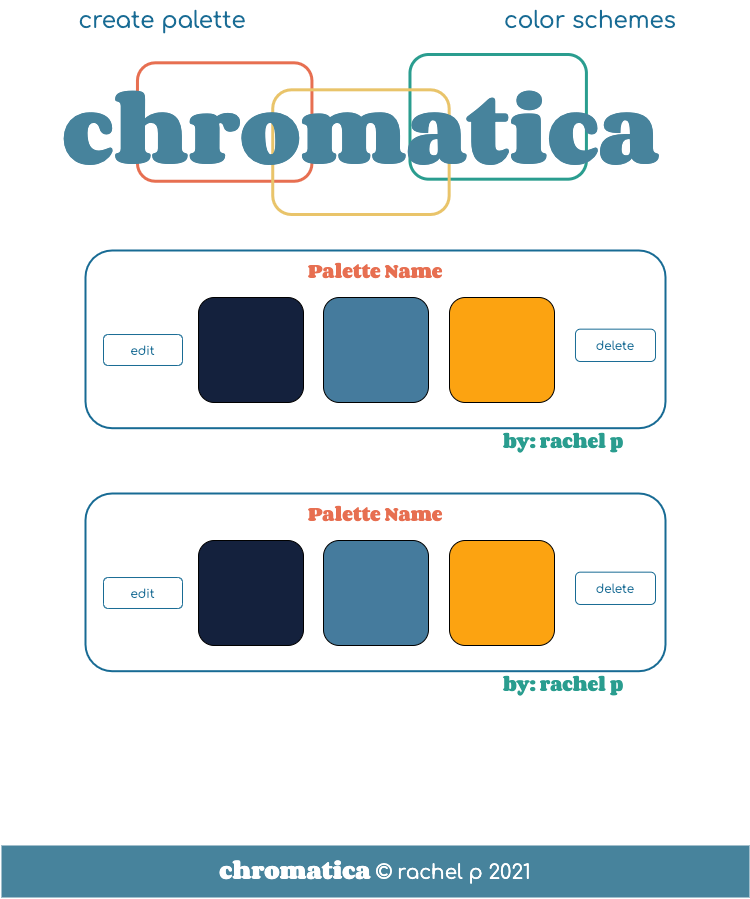 create palette
color schemes
chromatica
Palette Name
edit
delete
by: rachel p
Palette Name
edit
delete
by: rachel p
chromatica © rachel p 2021